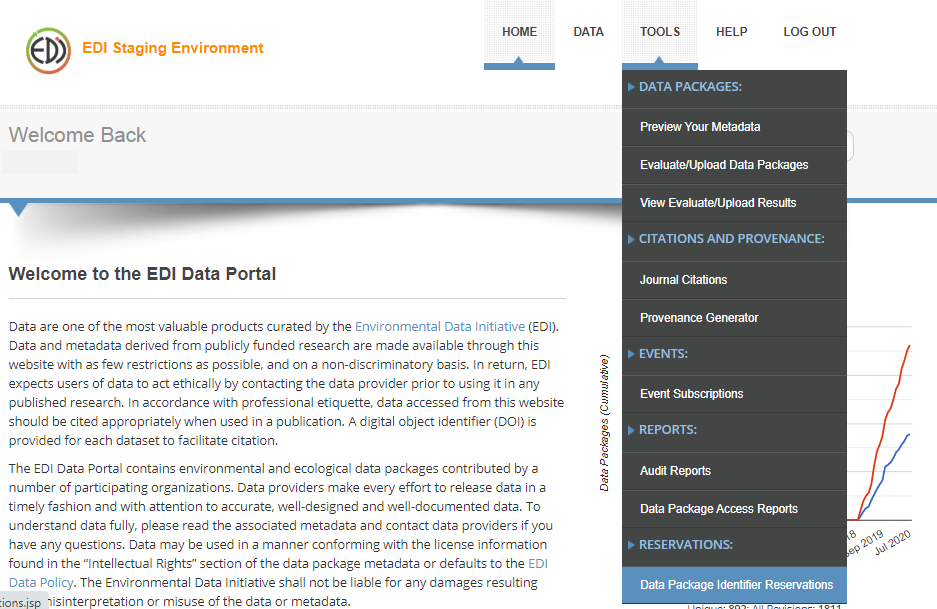 EDI
EDI Staging Environment
HOME
DATA
TOOLS
HELP
LOG OUT
DATA PACKAGES:
Preview Your Metadata
Evaluate/Upload Data Packages
View Evaluate/Upload Results
CITATIONS AND PROVENANCE:
Journal Citations
Provenance Generator
EVENTS:
Event Subscriptions
REPORTS:
Audit Reports
Data Package Access Reports
RESERVATIONS:
Data Package Identifier Reservations
Welcome Back
Welcome to the EDI Data Portal
Data are one of the most valuable products curated by the Environmental Data Initiative (EDI).
Data and metadata derived from publicly funded research are made available through this
website with as few restrictions as possible, and on a non-discriminatory basis. In return, EDI
expects users of data to act ethically by contacting the data provider prior to using it in any
published research. In accordance with professional etiquette, data accessed from this website
should be cited appropriately when used in a publication. A digital object identifier (DOI) is
provided for each dataset to facilitate citation.
The EDI Data Portal contains environmental and ecological data packages contributed by a
number of participating organizations. Data providers make every effort to release data in a
timely fashion and with attention to accurate, well-designed and well-documented data. To
understand data fully, please read the associated metadata and contact data providers if you
have any questions. Data may be used in a manner conforming with the license information
found in the "Intellectual Rights" section of the data package metadata or defaults to the EDI
Data Policy. The Environmental Data Initiative shall not be liable for any damages resulting
misinterpretation or misuse of the data or metadata.
tions.jsp
Data Packages (Cumulative)
18
ep 2019
Jul 2020
Unique: 892; All Revisions: 1811